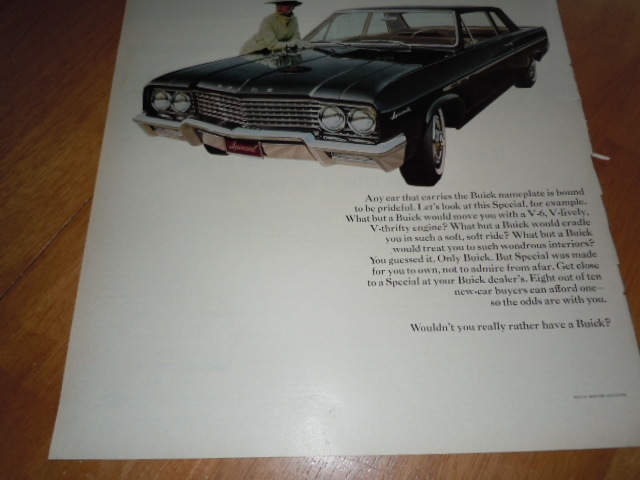 BUICK
Special
Special
Any car that carries the Buick nameplate is bound
to be prideful. Let's look at this Special, for example.
What but a Buick would move you with a V-6, V-lively,
V-thrifty engine? What but a Buick would cradle
you in such a soft, soft ride? What but a Buick
would treat you to such wondrous interiors?
You guessed it. Only Buick. But Special was made
for you to own, not to admire from afar. Get close
to a Special at your Buick dealer's. Eight out of ten
new-car buyers can afford one—
so the odds are with you.
Wouldn't you really rather have a Buick?